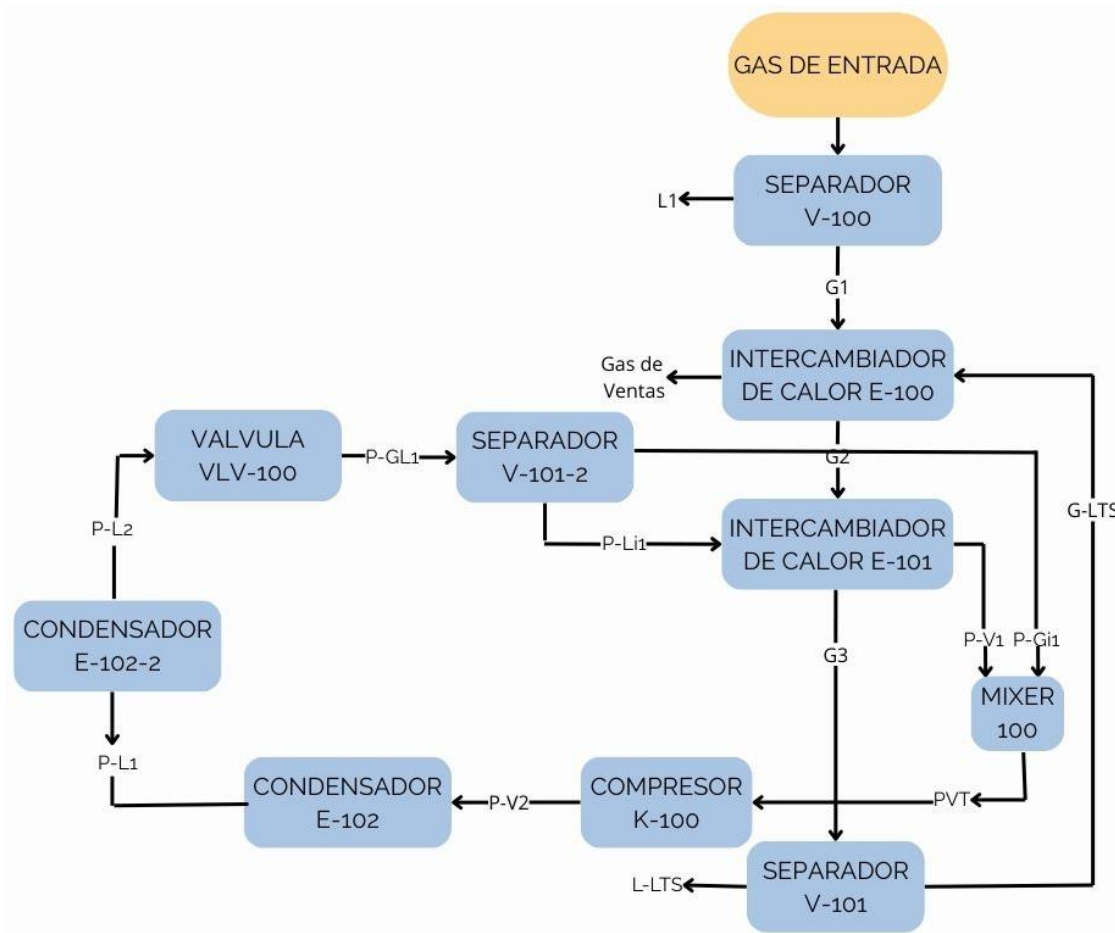 GAS DE ENTRADA
SEPARADOR
V-100
L1
G1
INTERCAMBIADOR
DE CALOR E-100
Gas de
Ventas
VALVULA
VLV-100
P-GL1
SEPARADOR
V-101-2
G2
G-LTS
P-L2
P-Li1
INTERCAMBIADOR
DE CALOR E-101
CONDENSADOR
E-102-2
G3
P-V1
P-Gi1
MIXER
100
P-L1
CONDENSADOR
E-102
P-V2
COMPRESOR
K-100
PVT
L-LTS
SEPARADOR
V-101